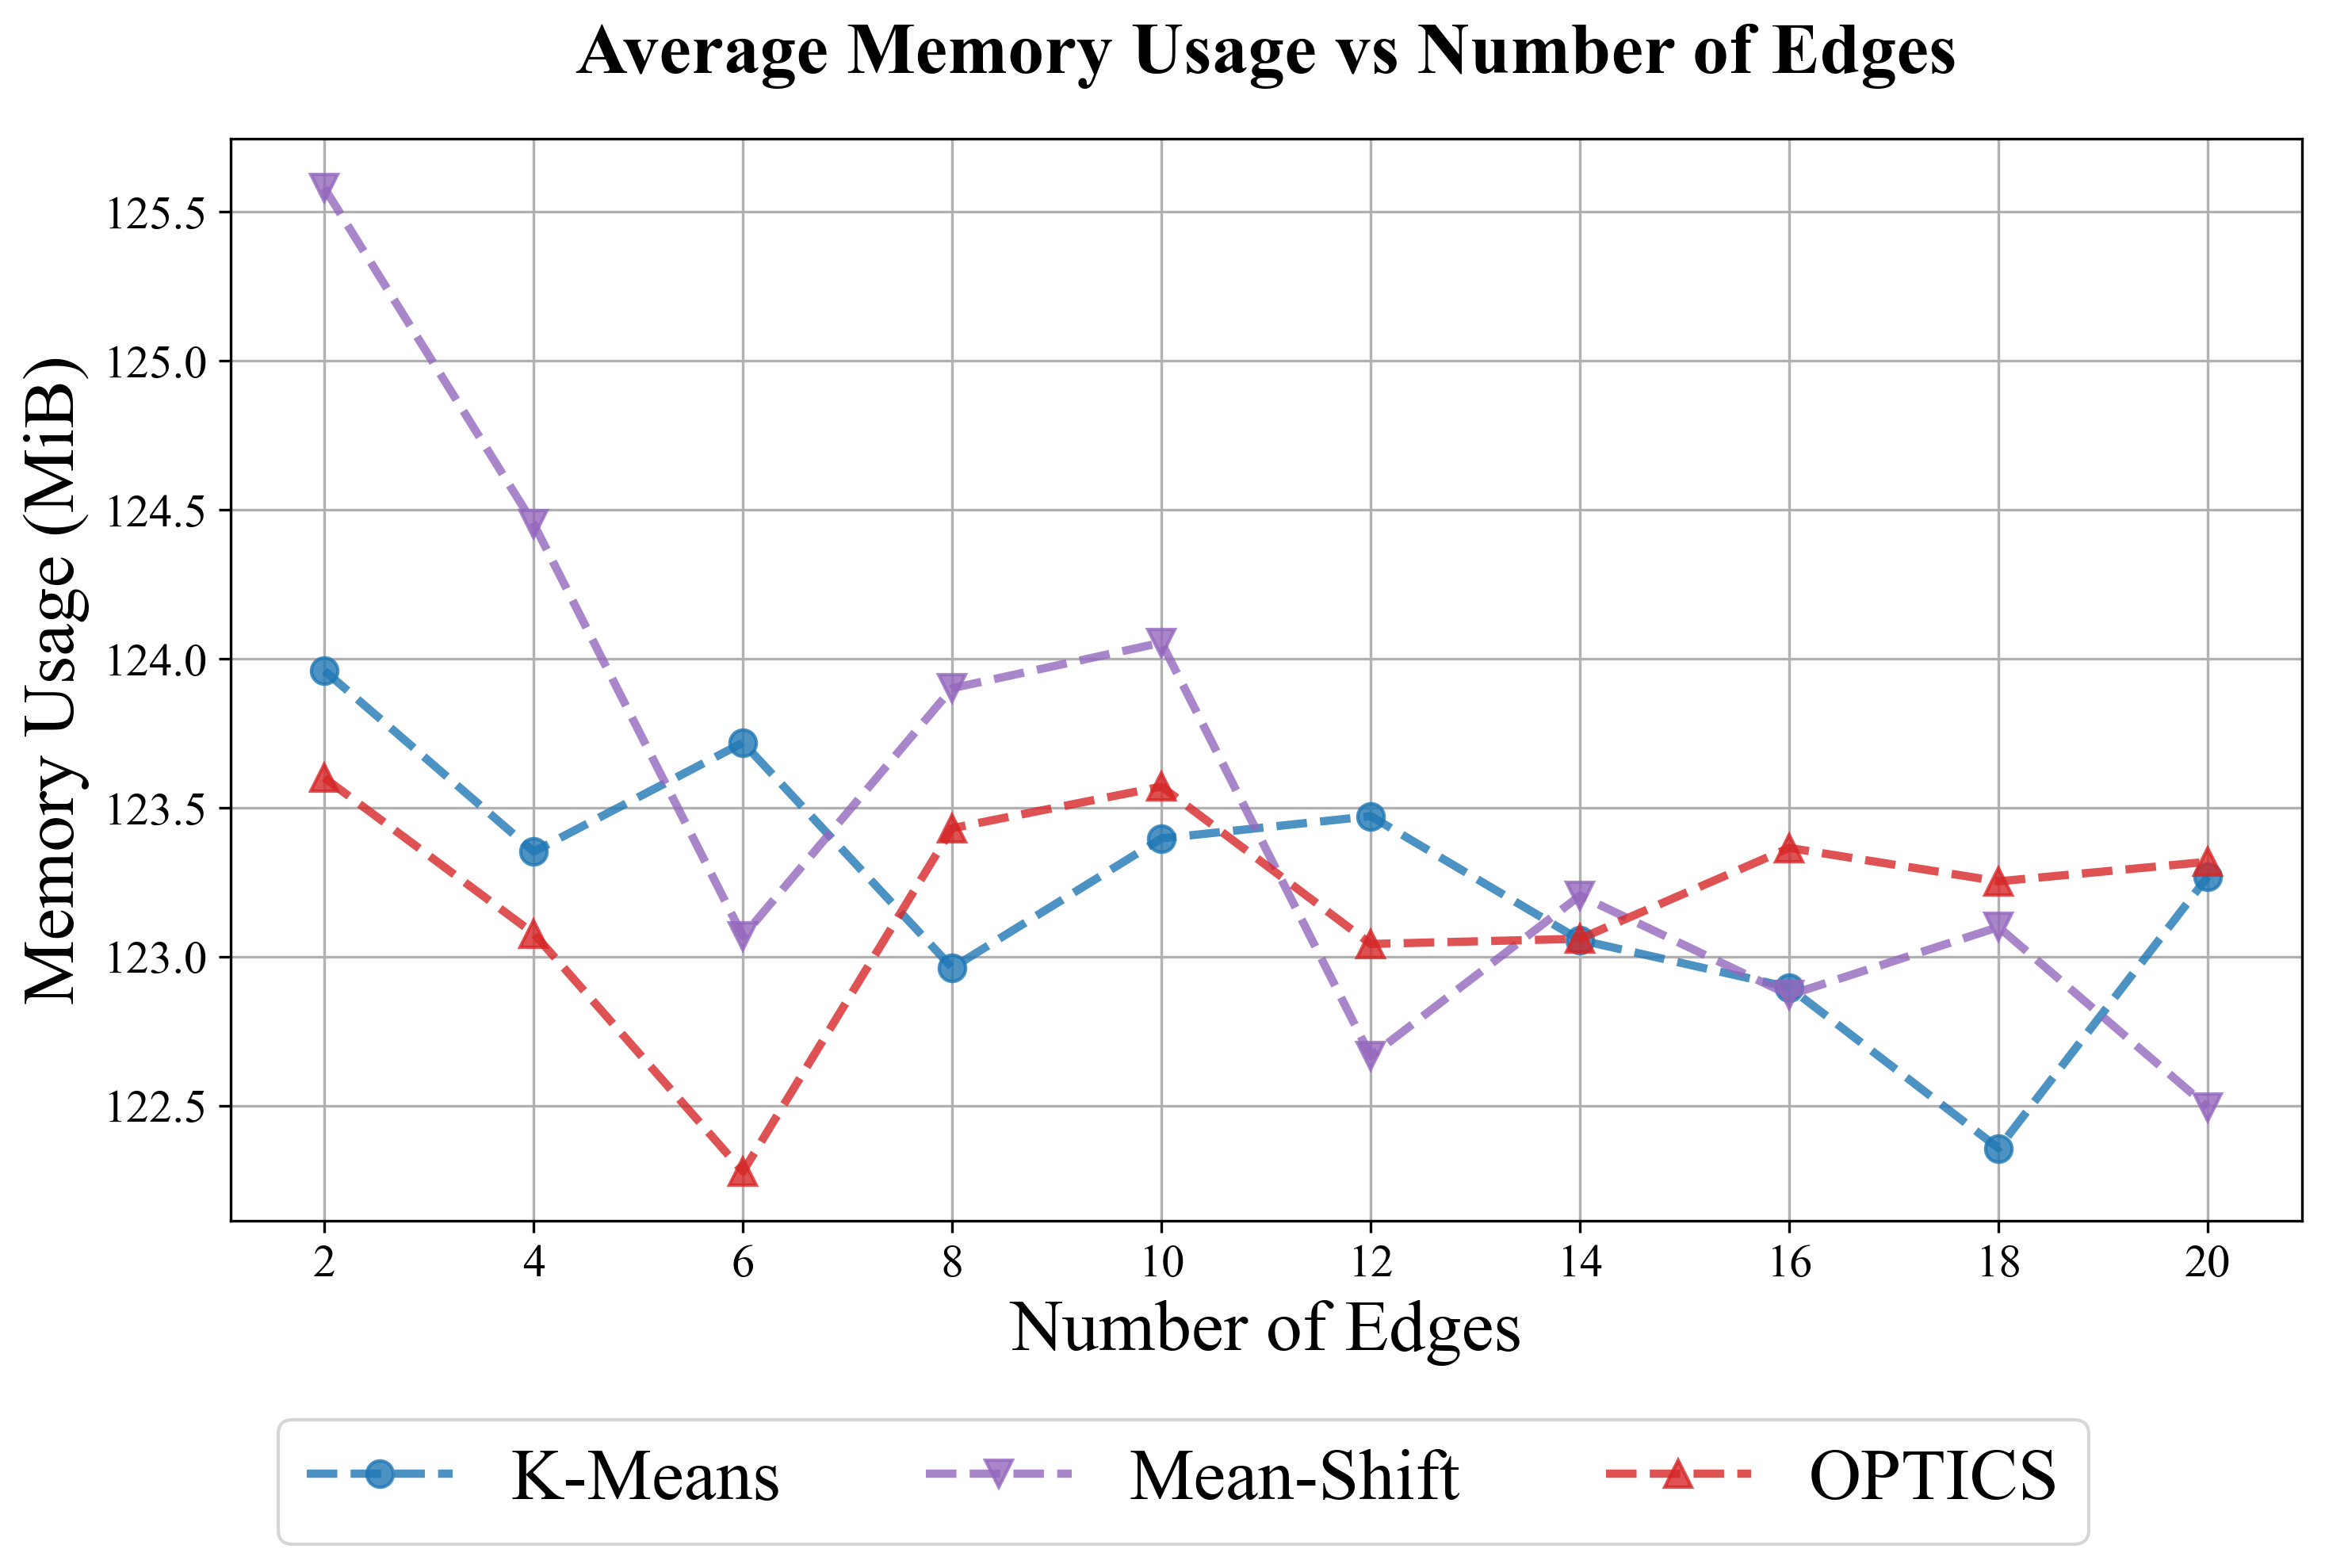 Average Memory Usage vs Number of Edges
Memory Usage (MiB)
125.5
125.0
124.5
124.0
123.5
123.0
122.5
2 4 6 8 10 12 14 16 18 20
Number of Edges
K-Means Mean-Shift OPTICS